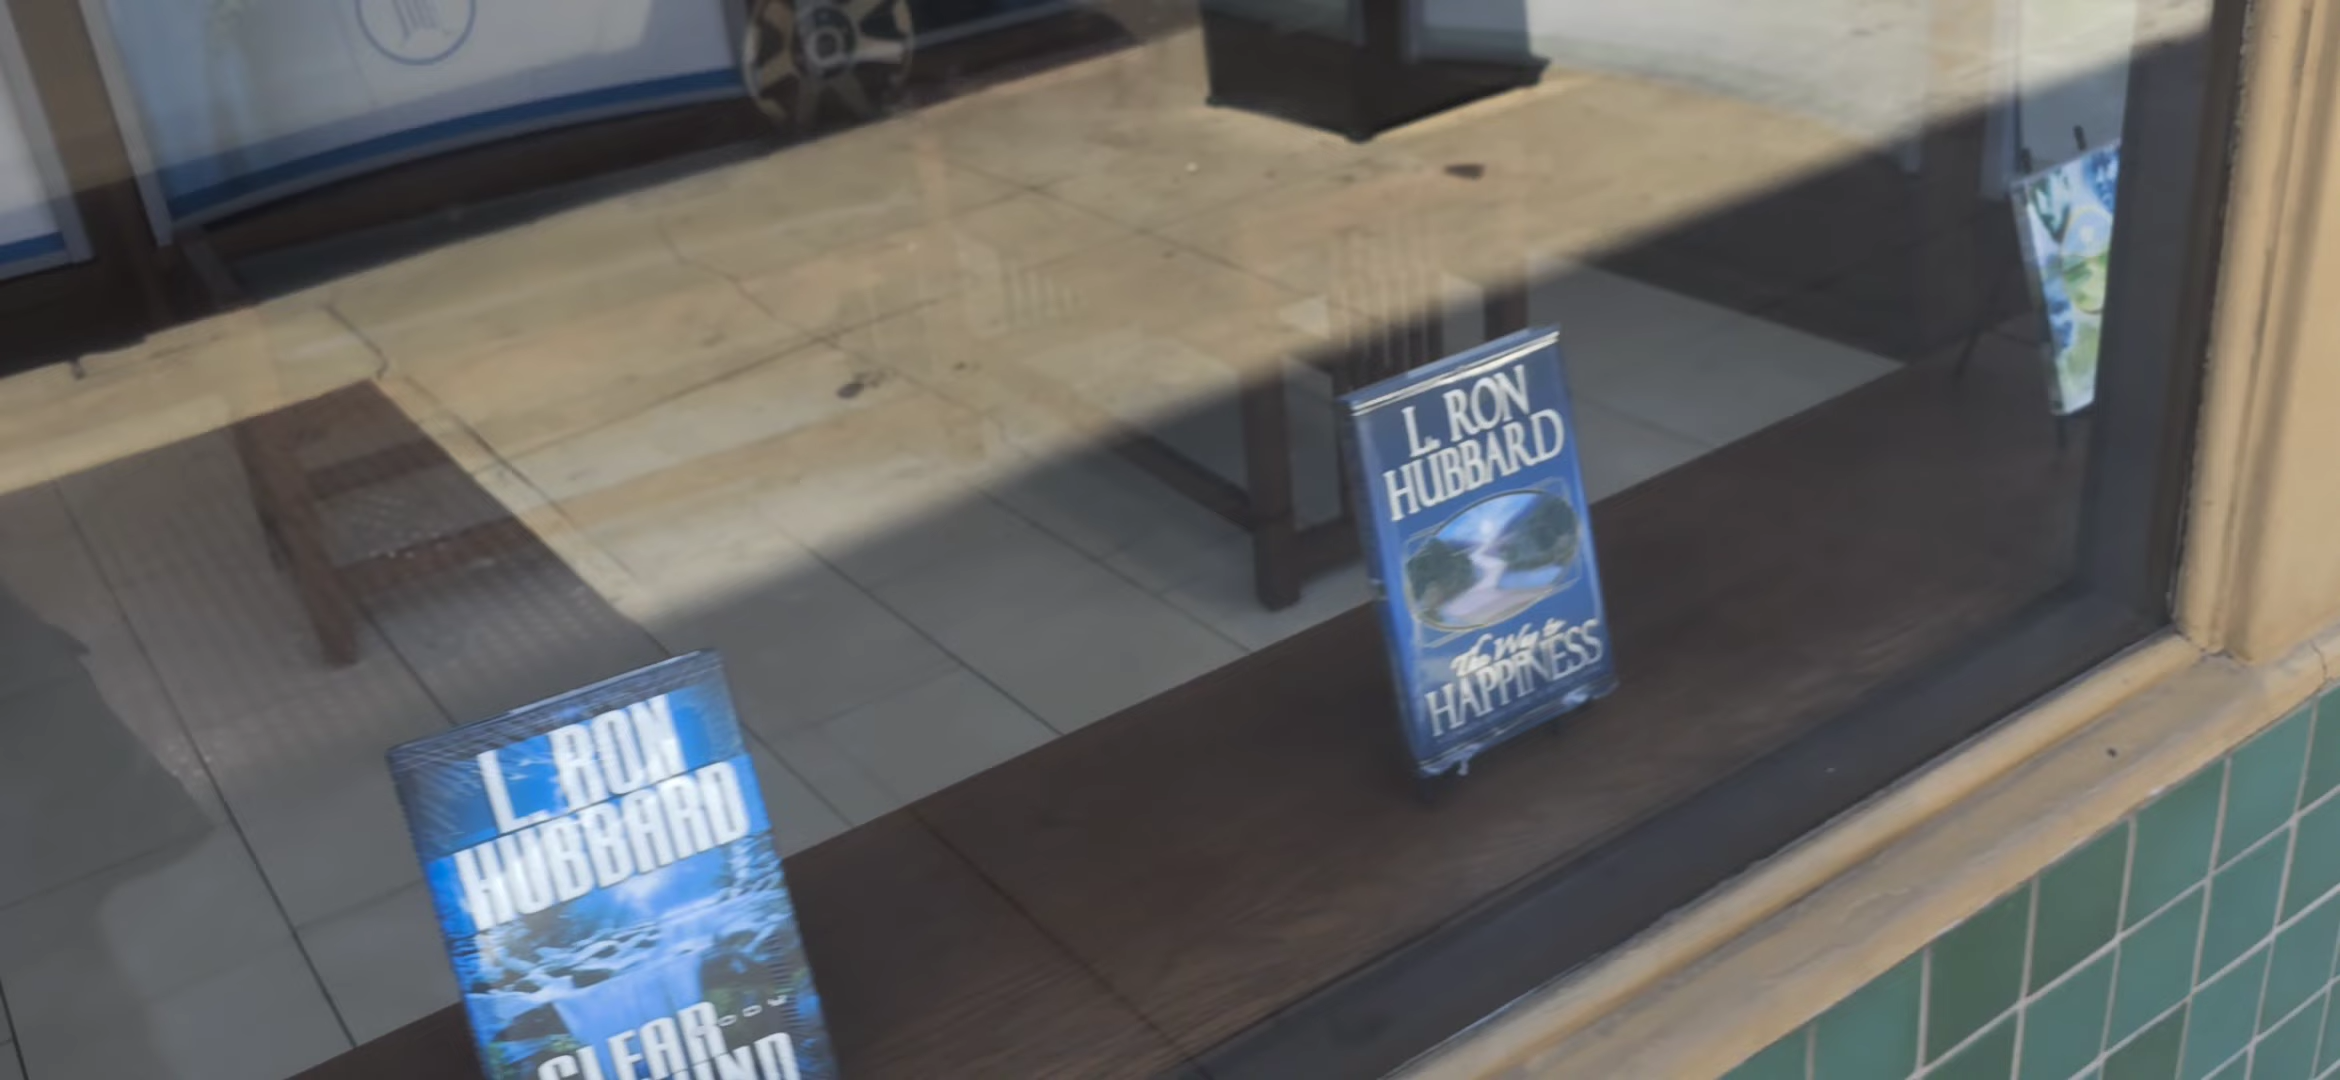 L. RON
HUBBARD
The Way to
HAPPINESS
L. RON
HUBBARD
CLEAR